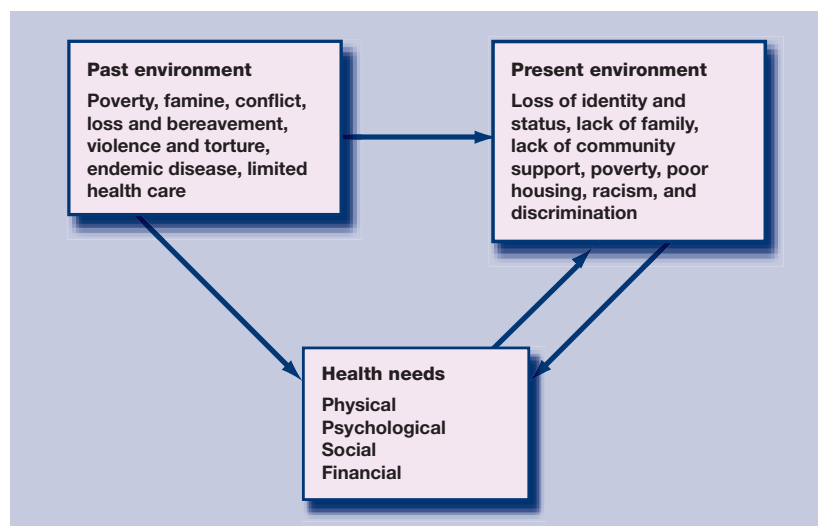 Past environment
Poverty, famine, conflict,
loss and bereavement,
violence and torture,
endemic disease, limited
health care
Present environment
Loss of identity and
status, lack of family,
lack of community
support, poverty, poor
housing, racism, and
discrimination
Health needs
Physical
Psychological
Social
Financial